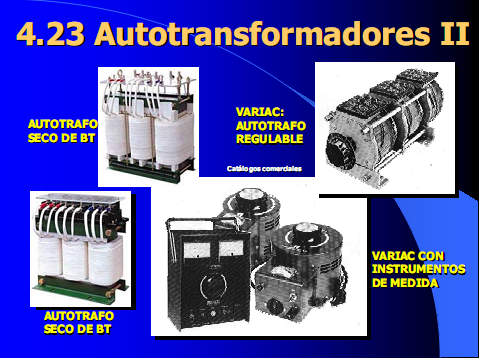 4.23 Autotransformadores II
AUTOTRAFO
SECO DE BT
VARIAC:
AUTOTRAFO
REGULABLE
Catálogos comerciales
VARIAC CON
INSTRUMENTOS
DE MEDIDA
AUTOTRAFO
SECO DE BT